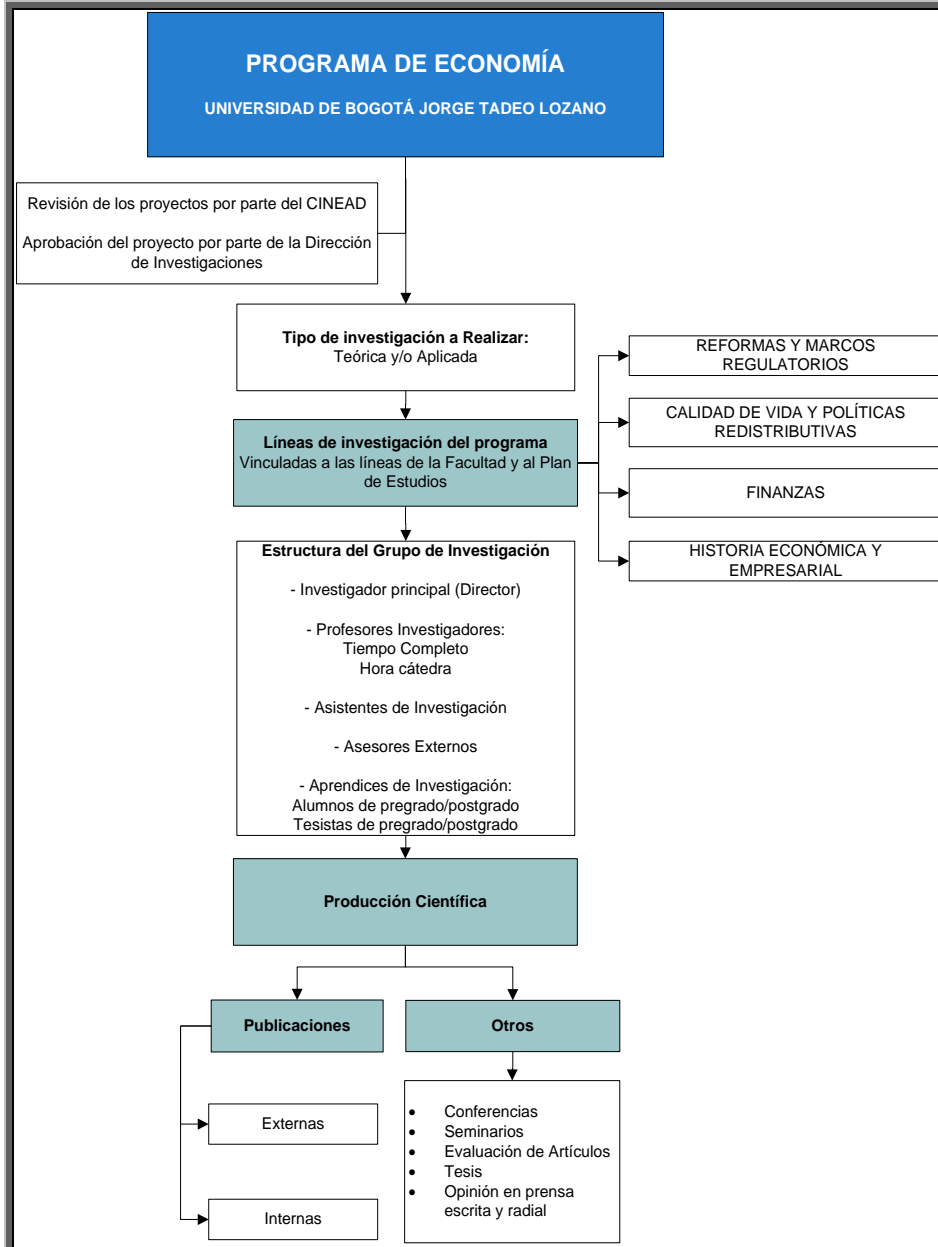 PROGRAMA DE ECONOMÍA
UNIVERSIDAD DE BOGOTÁ JORGE TADEO LOZANO
Revisión de los proyectos por parte del CINEAD
Aprobación del proyecto por parte de la Dirección
de Investigaciones
Tipo de investigación a Realizar:
Teórica y/o Aplicada
Líneas de investigación del programa
Vinculadas a las líneas de la Facultad y al Plan
de Estudios
REFORMAS Y MARCOS
REGULATORIOS
CALIDAD DE VIDA Y POLÍTICAS
REDISTRIBUTIVAS
FINANZAS
HISTORIA ECONÓMICA Y
EMPRESARIAL
Estructura del Grupo de Investigación
- Investigador principal (Director)
- Profesores Investigadores:
Tiempo Completo
Hora cátedra
- Asistentes de Investigación
- Asesores Externos
- Aprendices de Investigación:
Alumnos de pregrado/postgrado
Tesistas de pregrado/postgrado
Producción Científica
Publicaciones
Externas
Internas
Otros
• Conferencias
• Seminarios
• Evaluación de Artículos
• Tesis
• Opinión en prensa
escrita y radial